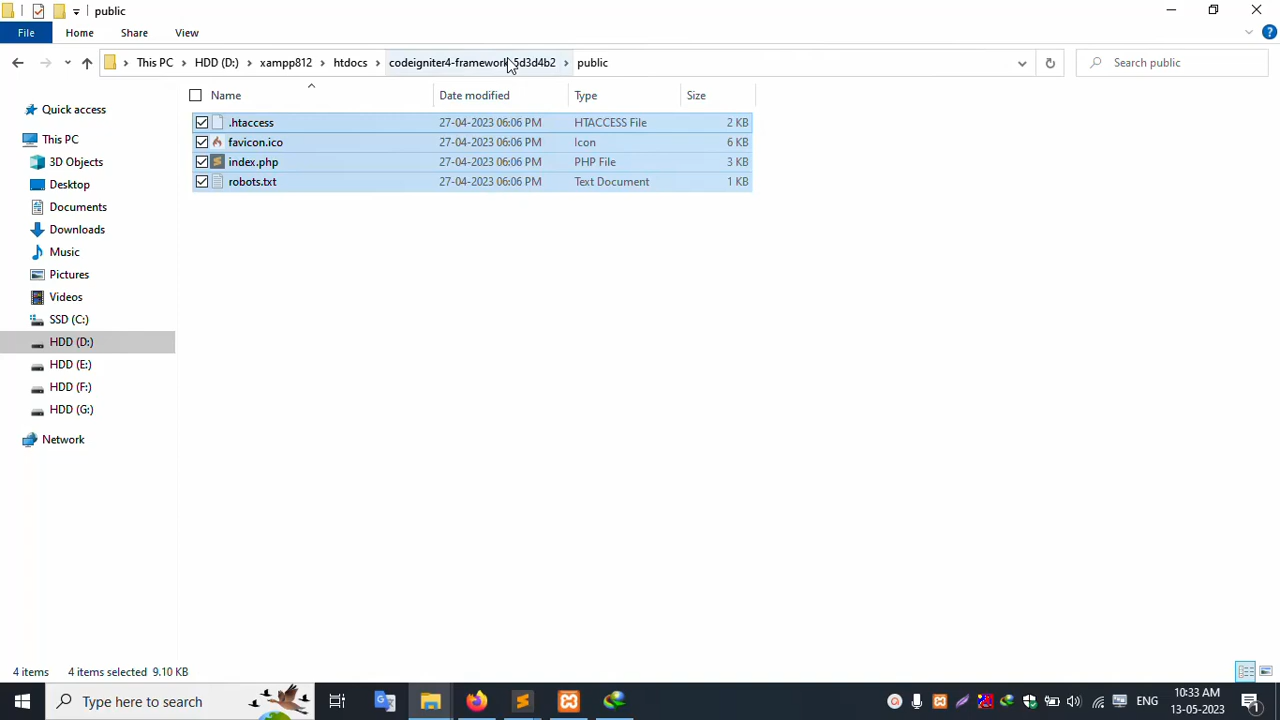 public
File Home Share View
This PC HDD (D:) xampp812 htdocs codeigniter4-framework-5d3d4b2 public Search public
Name Date modified Type Size
.htaccess 27-04-2023 06:06 PM HTACCESS File 2 KB
favicon.ico 27-04-2023 06:06 PM Icon 6 KB
index.php 27-04-2023 06:06 PM PHP File 3 KB
robots.txt 27-04-2023 06:06 PM Text Document 1 KB
Quick access
This PC
3D Objects
Desktop
Documents
Downloads
Music
Pictures
Videos
SSD (C:)
HDD (D:)
HDD (E:)
HDD (F:)
HDD (G:)
Network
4 items 4 items selected 9.10 KB
Type here to search ENG 10:33 AM
13-05-2023